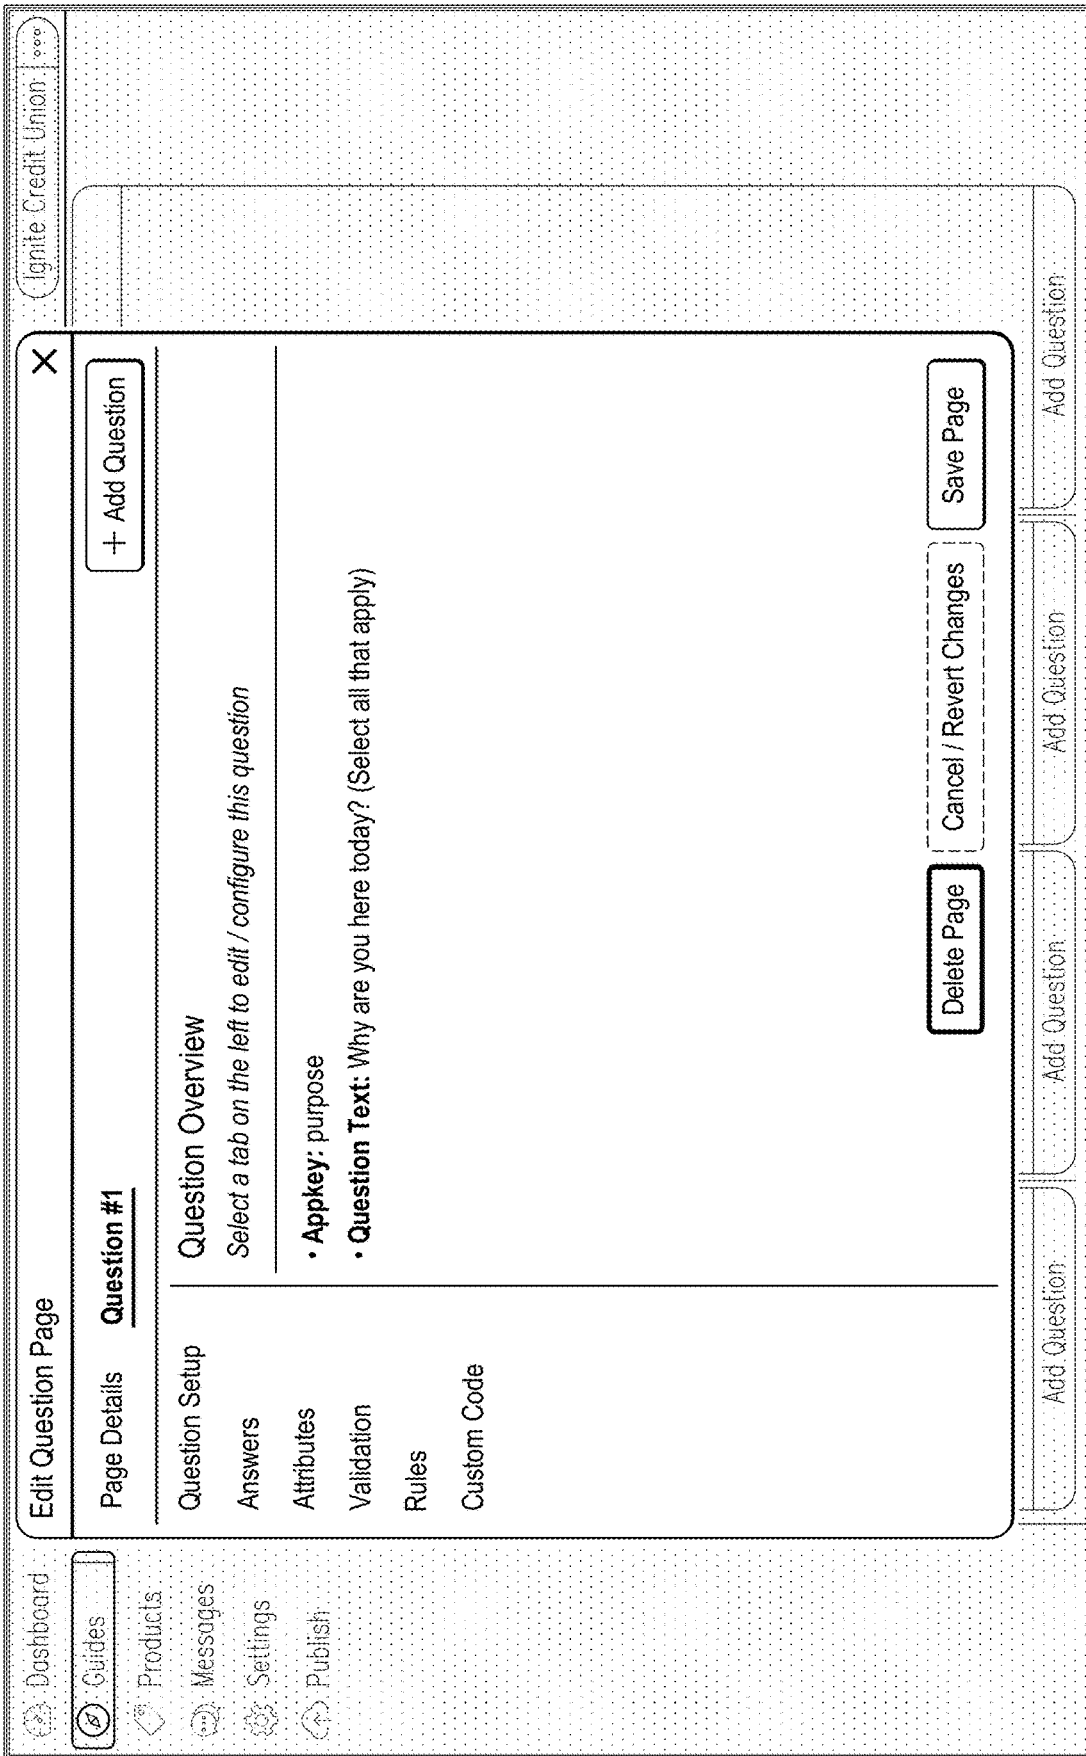 Ignite Credit Union
Dashboard
Guides
Products
Messages
Settings
Publish
Edit Question Page X
Page Details Question #1 + Add Question
Question Setup
Answers
Attributes
Validation
Rules
Custom Code
Question Overview
Select a tab on the left to edit / configure this question
• Appkey: purpose
• Question Text: Why are you here today? (Select all that apply)
Delete Page Cancel / Revert Changes Save Page
Add Question Add Question Add Question Add Question